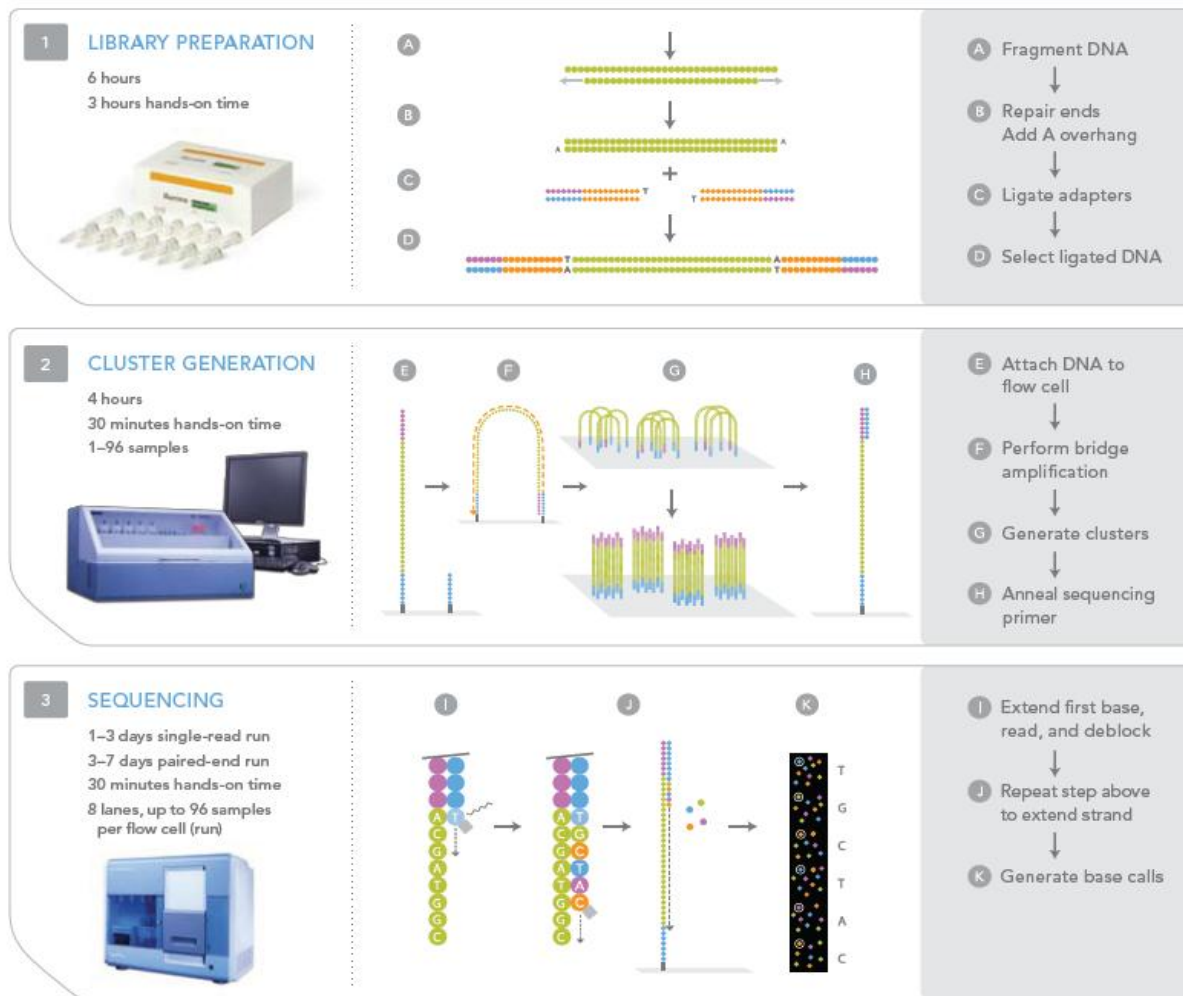 1
LIBRARY PREPARATION
6 hours
3 hours hands-on time
A
B
A
A
C
T
T
D
T
A
A
T
A Fragment DNA
B Repair ends
Add A overhang
C Ligate adapters
D Select ligated DNA
2
CLUSTER GENERATION
4 hours
30 minutes hands-on time
1–96 samples
E
F
G
H
E Attach DNA to
flow cell
F Perform bridge
amplification
G Generate clusters
H Anneal sequencing
primer
3
SEQUENCING
1–3 days single-read run
3–7 days paired-end run
30 minutes hands-on time
8 lanes, up to 96 samples
per flow cell (run)
I
J
K
A T
C
G
A
T
G
G
C
A T
C G
G C
A T
T A
G C
G
C
T
G
C
T
A
C
I Extend first base,
read, and deblock
J Repeat step above
to extend strand
K Generate base calls